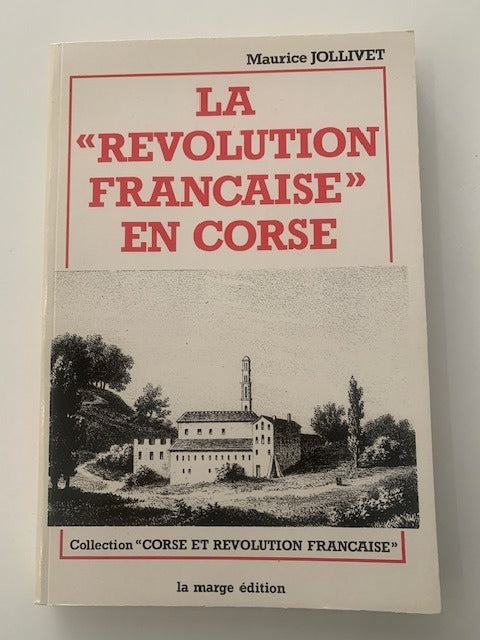 Maurice JOLLIVET
LA
«REVOLUTION
FRANCAISE»
EN CORSE
Collection "CORSE ET REVOLUTION FRANCAISE"
la marge édition